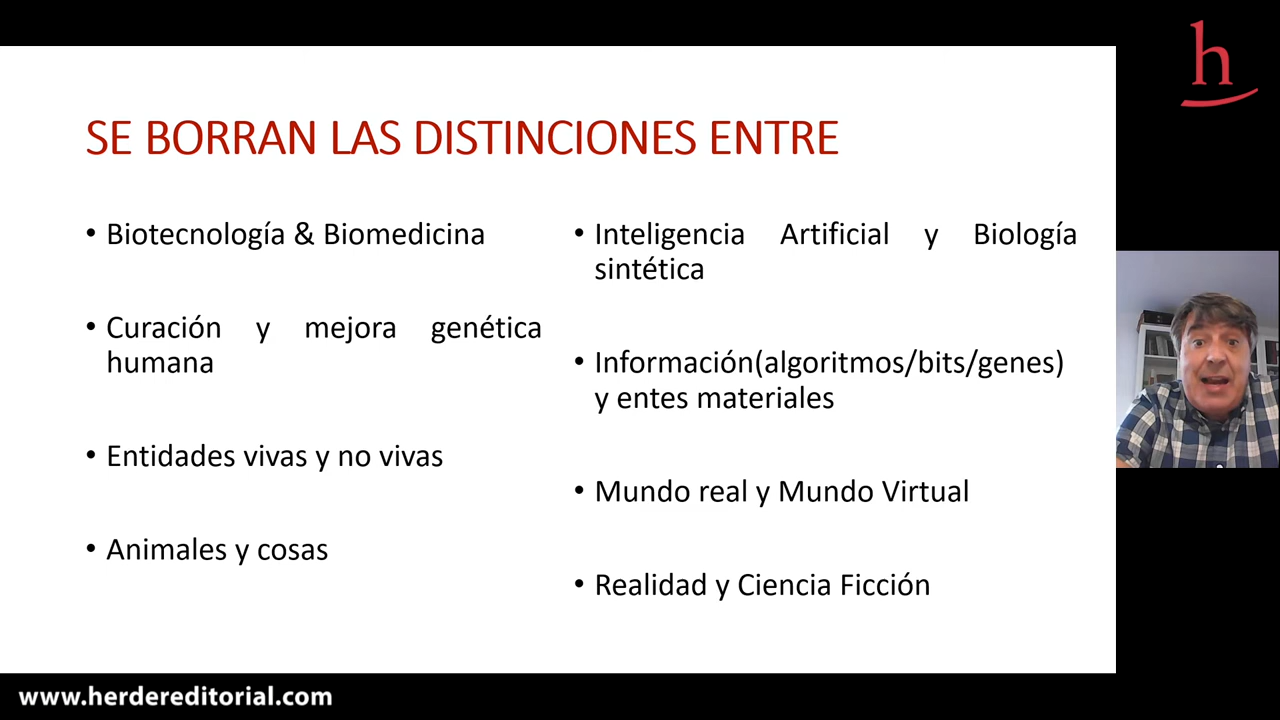 h
SE BORRAN LAS DISTINCIONES ENTRE
• Biotecnología & Biomedicina
• Curación y mejora genética
humana
• Entidades vivas y no vivas
• Animales y cosas
• Inteligencia Artificial y Biología
sintética
• Información(algoritmos/bits/genes)
y entes materiales
• Mundo real y Mundo Virtual
• Realidad y Ciencia Ficción
www.herdereditorial.com